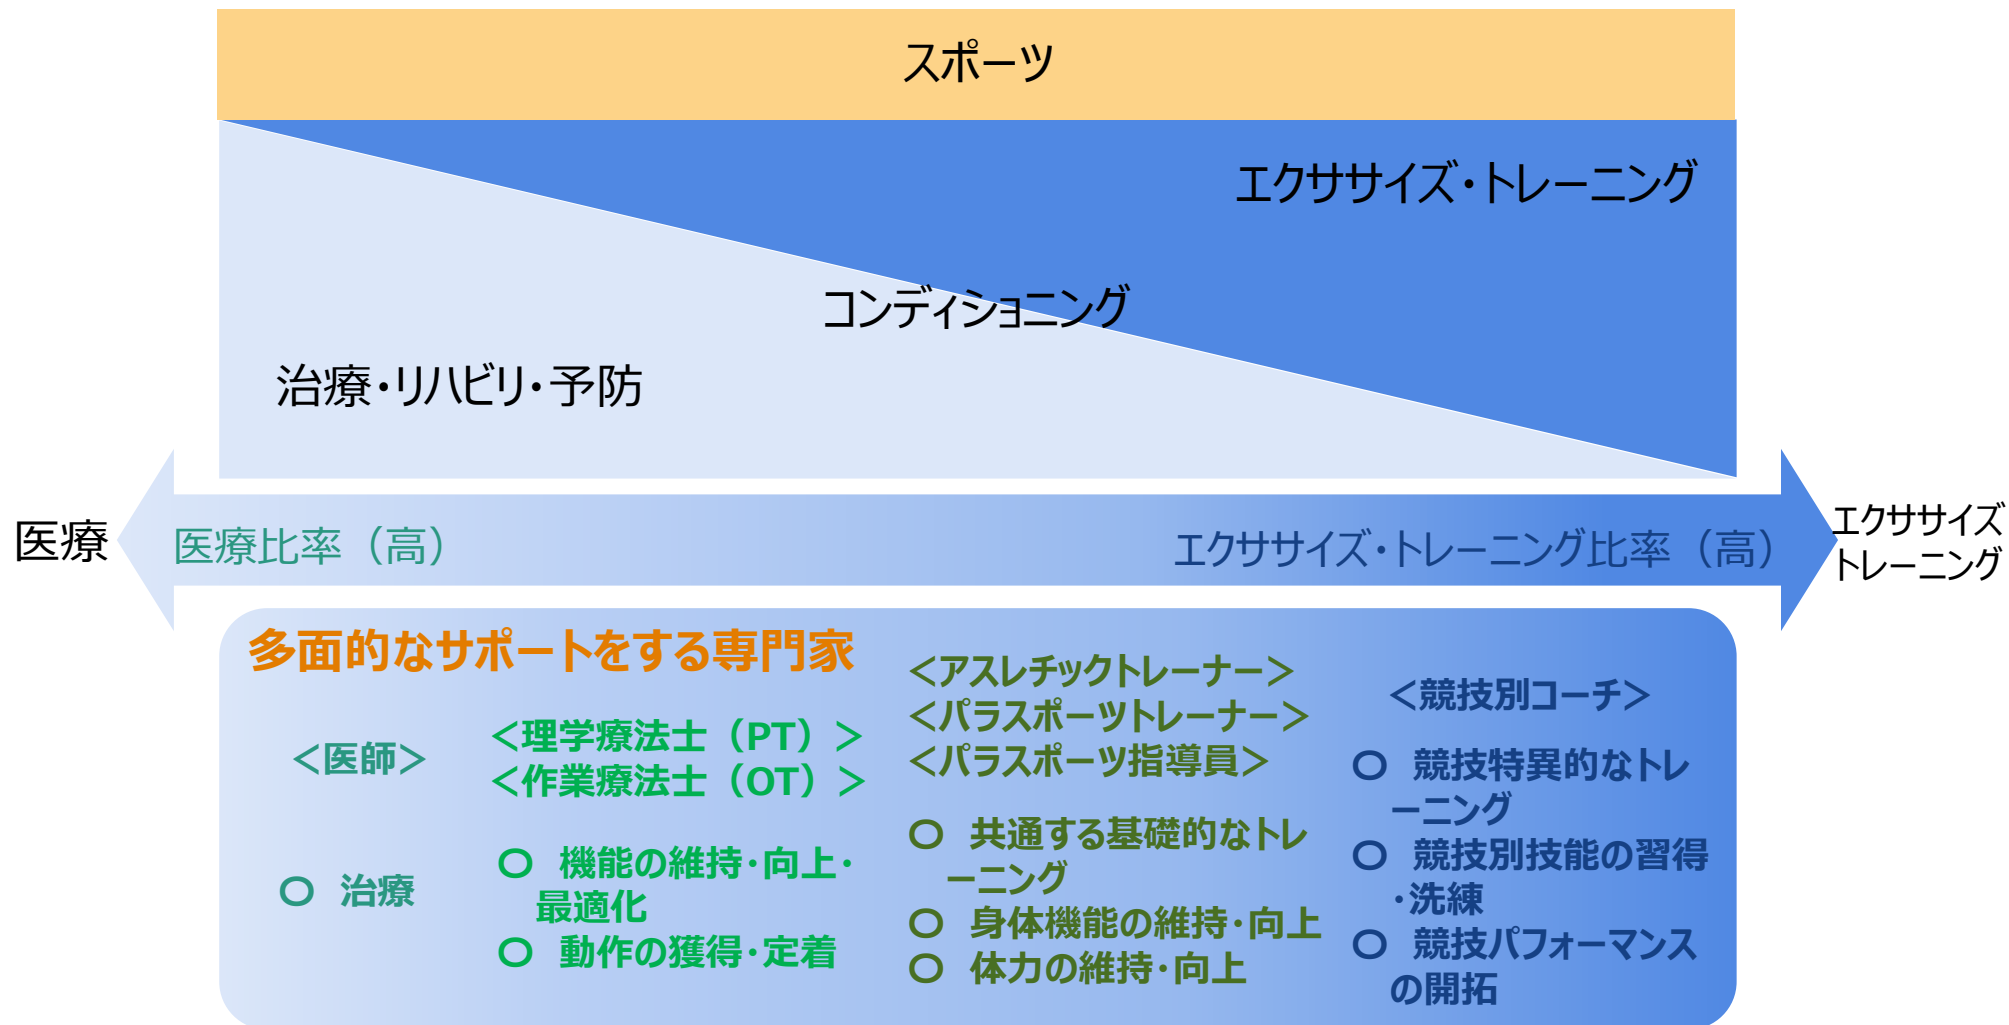 スポーツ
エクササイズ・トレーニング
コンディショニング
治療・リハビリ・予防
医療
医療比率（高）
エクササイズ・トレーニング比率（高）
エクササイズ
トレーニング
多面的なサポートをする専門家
＜医師＞
〇 治療
＜理学療法士（PT）＞
＜作業療法士（OT）＞
〇 機能の維持・向上・
最適化
〇 動作の獲得・定着
＜アスレチックトレーナー＞
＜パラスポーツトレーナー＞
＜パラスポーツ指導員＞
〇 共通する基礎的なトレ
ーニング
〇 身体機能の維持・向上
〇 体力の維持・向上
＜競技別コーチ＞
〇 競技特異的なトレ
ーニング
〇 競技別技能の習得
・洗練
〇 競技パフォーマンス
の開拓